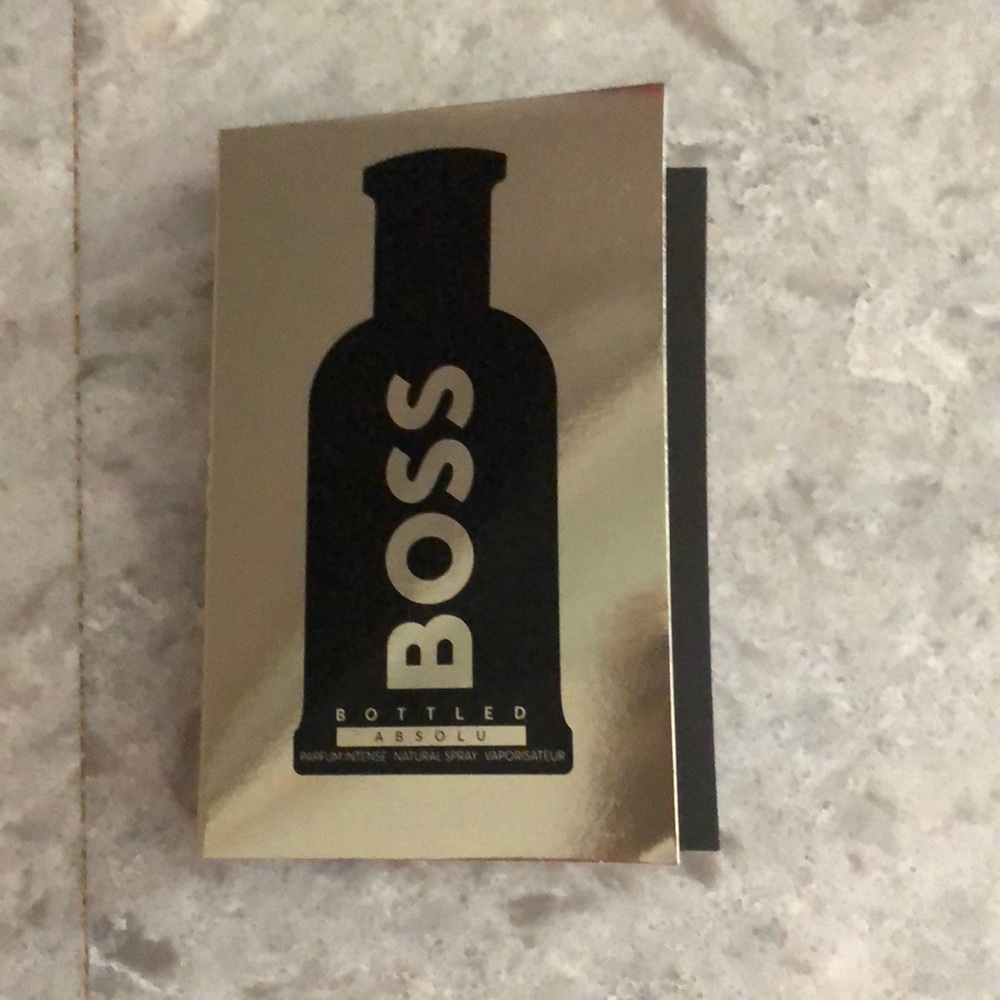 BOSS
BOTTLED
ABSOLU
PARFUM INTENSE NATURAL SPRAY VAPORISATEUR